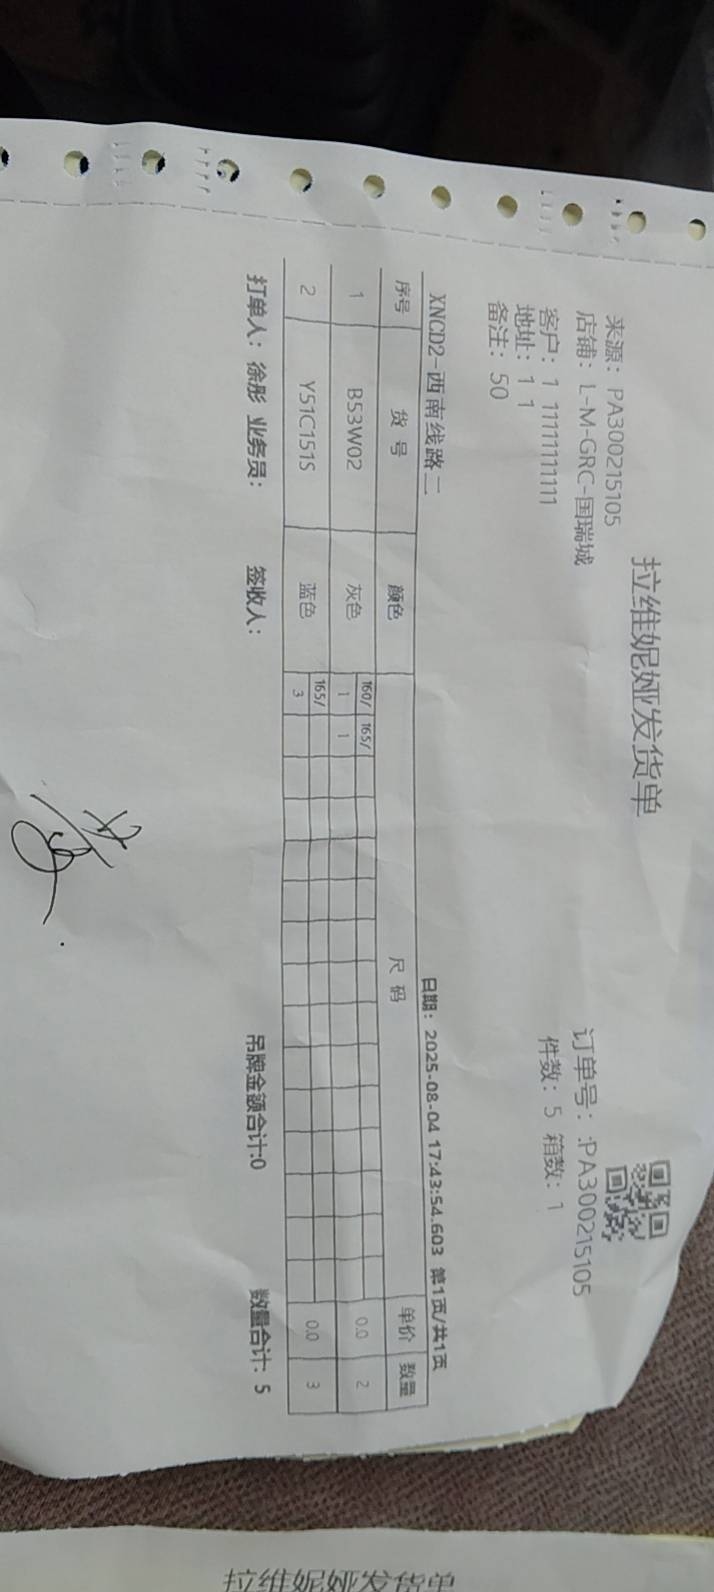 拉维妮娅发货单
来源：PA300215105
店铺：L-M-GRC-国瑞城
订单号：:PA300215105
客户：1 11111111111
件数：5 箱数：1
地址：1 1
备注：50
XNCD2-西南线路二 日期：2025-08-04 17:43:54.603 第1页/共1页
序号 货号 颜色 尺码 单价 数量
160/ 165/
1 B53W02 灰色 1 1 0.0 2
165/
2 Y51C151S 蓝色 3 0.0 3
打单人：徐彤 业务员： 签收人： 吊牌金额合计:0 数量合计：5
拉维妮娅发货单